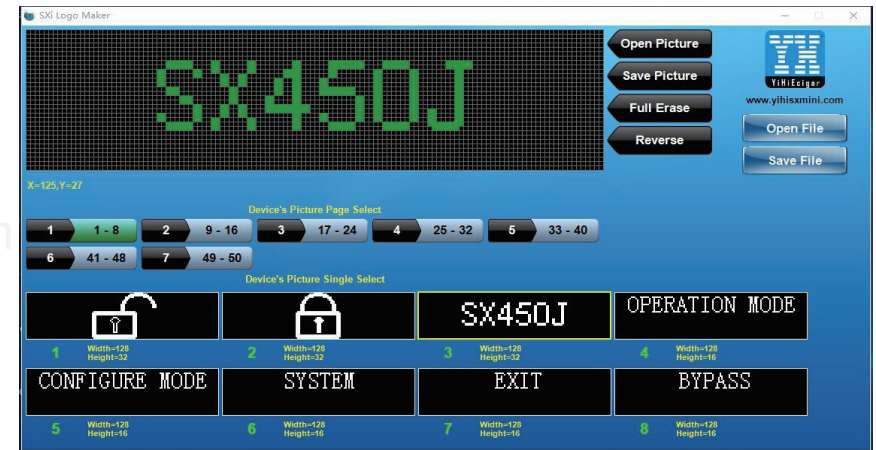 SXi Logo Maker
SX450J
Open Picture
Save Picture
Full Erase
Reverse
YiHiEcigar
www.yihisxmini.com
Open File
Save File
X=125,Y=27
Device's Picture Page Select
1 1 - 8 2 9 - 16 3 17 - 24 4 25 - 32 5 33 - 40
6 41 - 48 7 49 - 50
Device's Picture Single Select
SX450J
OPERATION MODE
1 Width=128 Height=32
2 Width=128 Height=32
3 Width=128 Height=32
4 Width=128 Height=16
CONFIGURE MODE
SYSTEM
EXIT
BYPASS
5 Width=128 Height=16
6 Width=128 Height=16
7 Width=128 Height=16
8 Width=128 Height=16